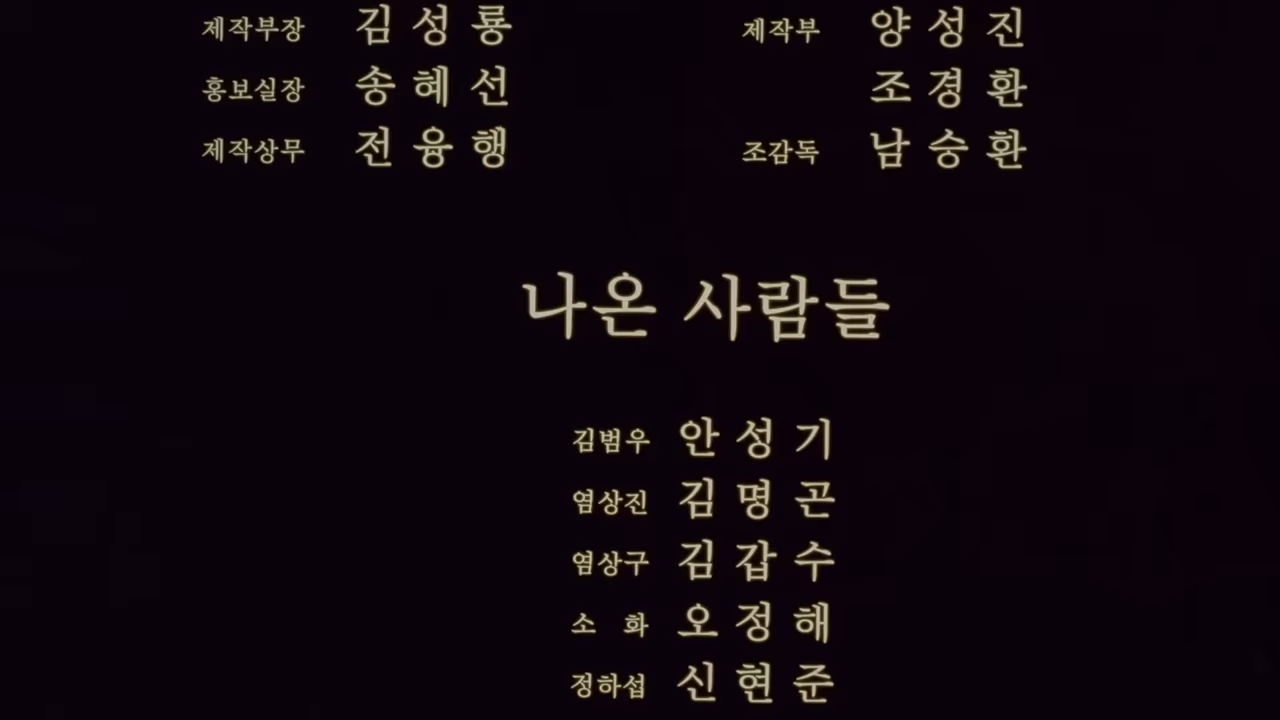 제작부장 김성룡 제작부 양성진
홍보실장 송혜선 조경환
제작상무 전융행 조감독 남승환
나온 사람들
김범우 안성기
염상진 김명곤
염상구 김갑수
소 화 오정해
정하섭 신현준